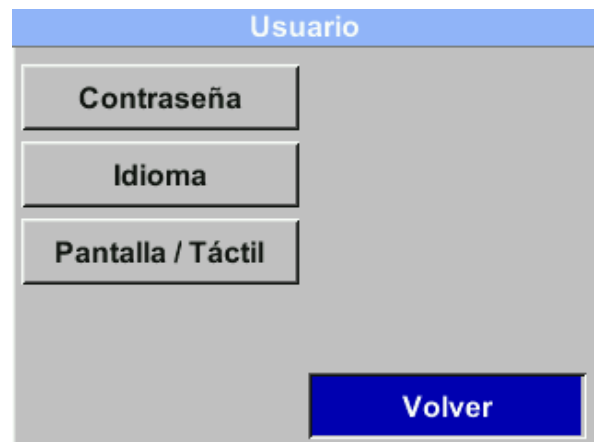 Usuario
Contraseña
Idioma
Pantalla / Táctil
Volver